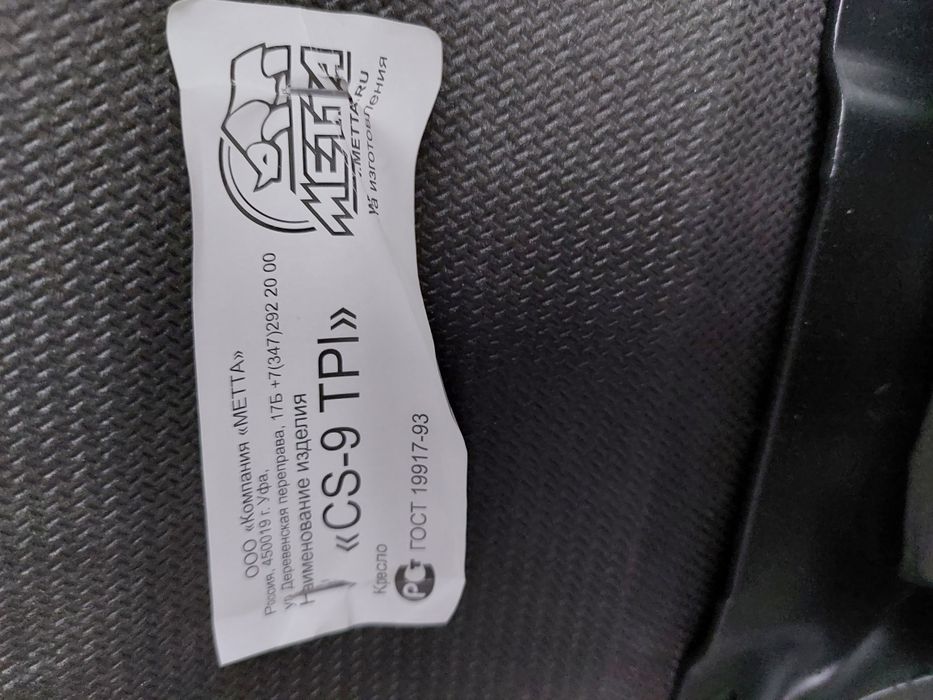 ООО «Компания «МЕТТА»
Россия, 450019 г. Уфа,
ул. Деревенская переправа, 17Б +7(347)292 20 00
МЕТТА
.METTA.RU
Наименование изделия
изготовления
«CS-9 TPI»
Кресло
РСТ ГОСТ 19917-93